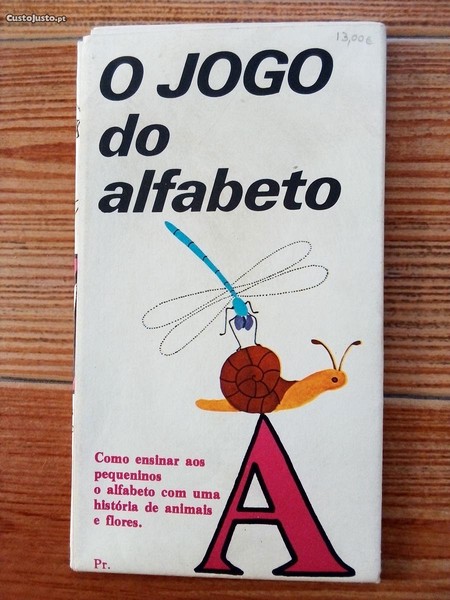 CustoJusto.pt
13,00€
O JOGO
do
alfabeto
Como ensinar aos
pequeninos
o alfabeto com uma
história de animais
e flores.
A
Pr.